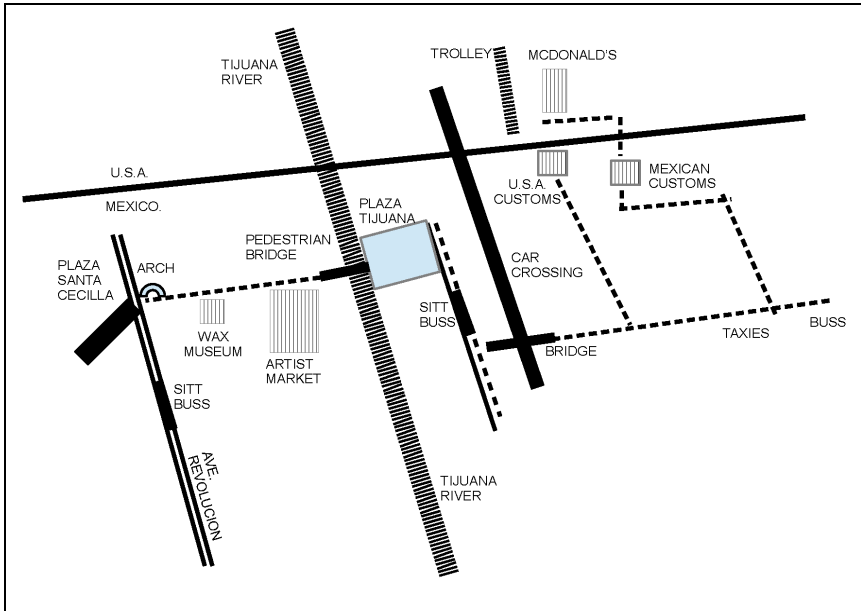 TROLLEY
MCDONALD'S
TIJUANA
RIVER
U.S.A.
MEXICO.
U.S.A.
CUSTOMS
MEXICAN
CUSTOMS
PLAZA
TIJUANA
PEDESTRIAN
BRIDGE
PLAZA
SANTA
CECILLA
ARCH
CAR
CROSSING
SITT
BUSS
WAX
MUSEUM
ARTIST
MARKET
BRIDGE
TAXIES
BUSS
SITT
BUSS
AVE.
REVOLUCION
TIJUANA
RIVER